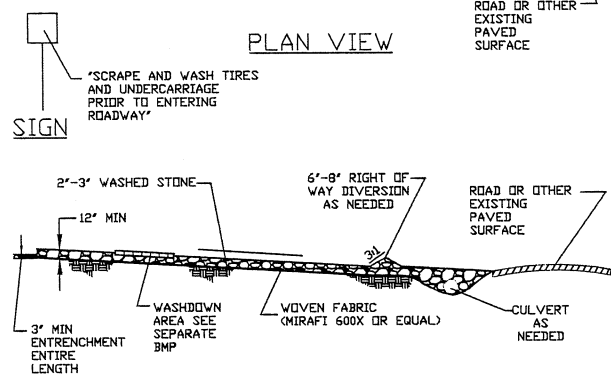 ROAD OR OTHER
EXISTING
PAVED
SURFACE
PLAN VIEW
"SCRAPE AND WASH TIRES
AND UNDERCARRIAGE
PRIOR TO ENTERING
ROADWAY"
SIGN
2"-3" WASHED STONE
6"-8" RIGHT OF
WAY DIVERSION
AS NEEDED
ROAD OR OTHER
EXISTING
PAVED
SURFACE
12" MIN
3:1
3" MIN
ENTRENCHMENT
ENTIRE
LENGTH
WASHDOWN
AREA SEE
SEPARATE
BMP
WOVEN FABRIC
(MIRAFI 600X OR EQUAL)
CULVERT
AS
NEEDED